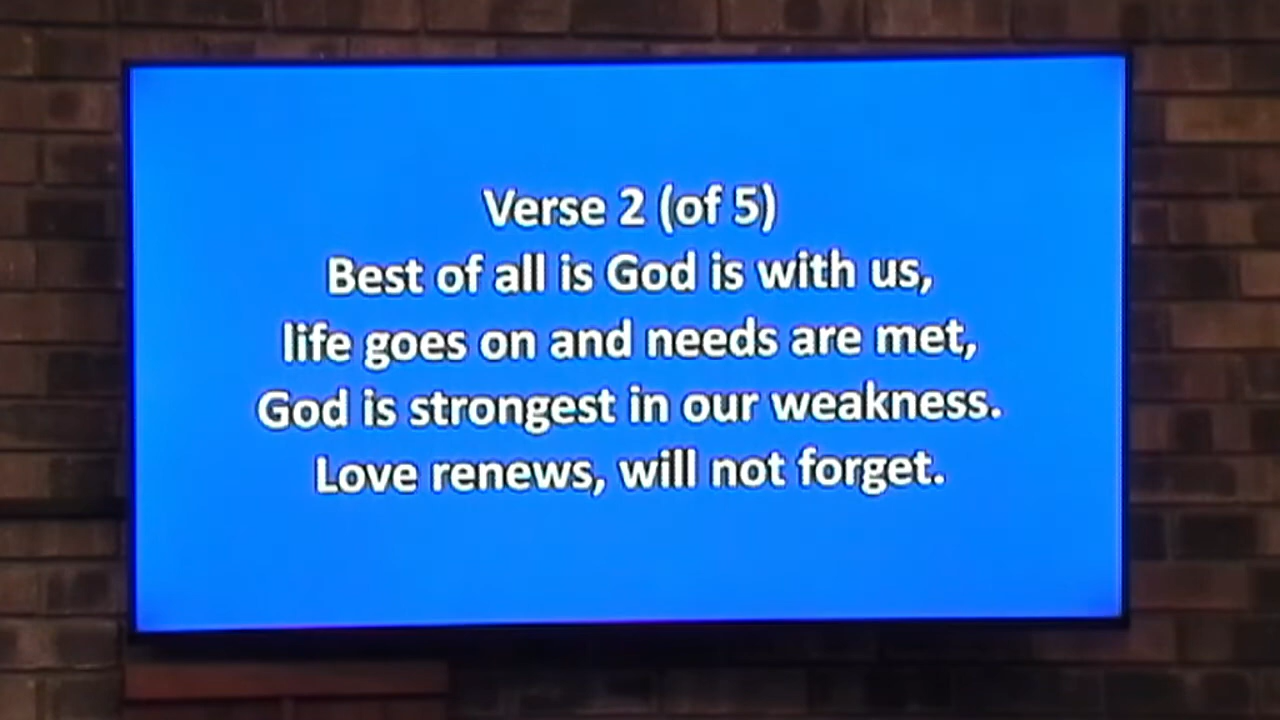 Verse 2 (of 5)
Best of all is God is with us,
life goes on and needs are met,
God is strongest in our weakness.
Love renews, will not forget.